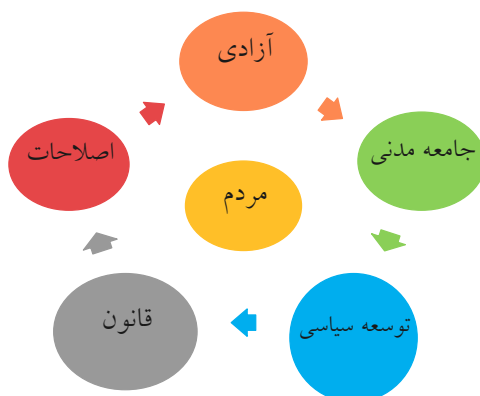 آزادی
جامعه مدنی
اصلاحات
مردم
توسعه سیاسی
قانون